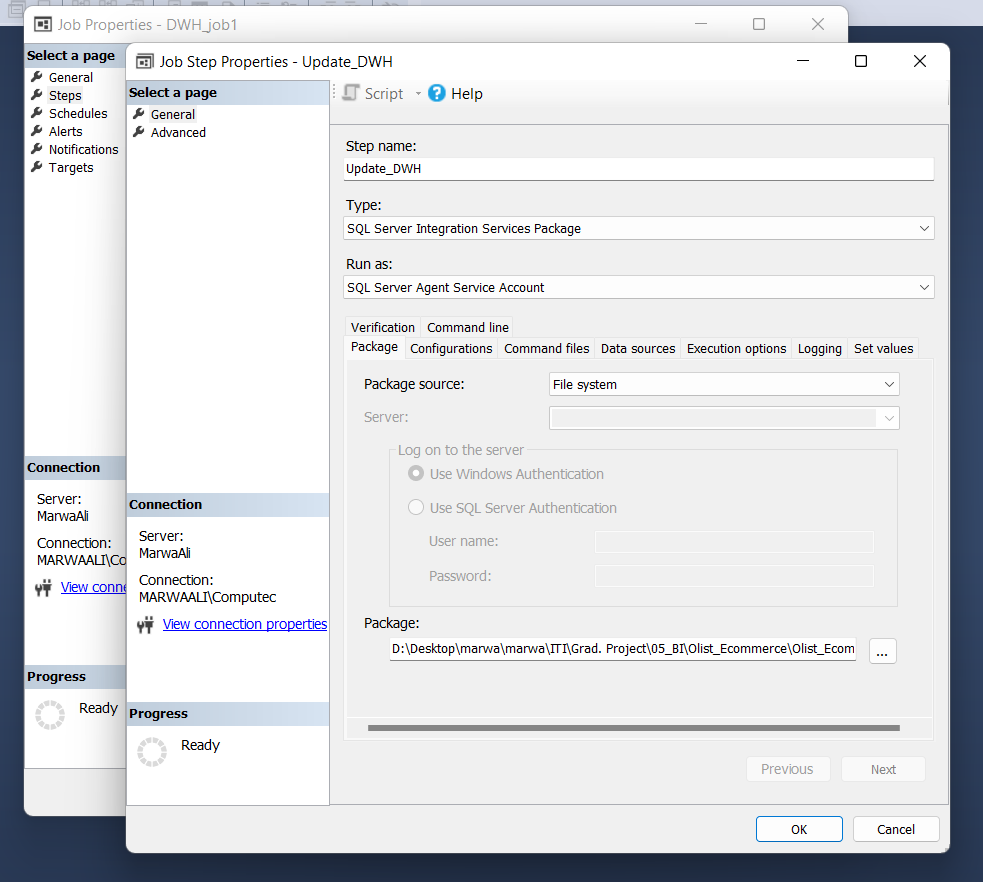 Job Properties - DWH_job1
Select a page
General
Steps
Schedules
Alerts
Notifications
Targets
Connection
Server:
MarwaAli
Connection:
MARWAALI\Co
View conne
Progress
Ready
Job Step Properties - Update_DWH
Select a page
General
Advanced
Connection
Server:
MarwaAli
Connection:
MARWAALI\Computec
View connection properties
Progress
Ready
Script
Help
Step name:
Update_DWH
Type:
SQL Server Integration Services Package
Run as:
SQL Server Agent Service Account
Verification Command line
Package Configurations Command files Data sources Execution options Logging Set values
Package source: File system
Server:
Log on to the server
Use Windows Authentication
Use SQL Server Authentication
User name:
Password:
Package:
D:\Desktop\marwa\marwa\ITI\Grad. Project\05_BI\Olist_Ecommerce\Olist_Ecom
...
Previous Next
OK Cancel